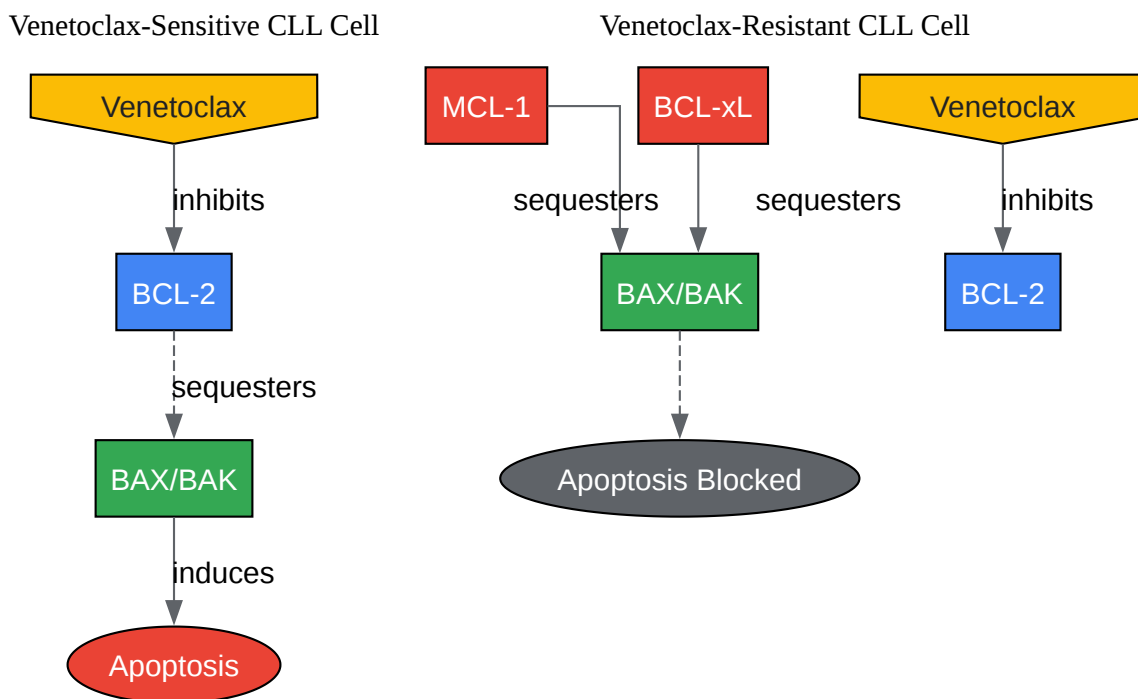 Venetoclax-Sensitive CLL Cell
Venetoclax
inhibits
BCL-2
sequesters
BAX/BAK
induces
Apoptosis
Venetoclax-Resistant CLL Cell
MCL-1
BCL-xL
Venetoclax
sequesters
sequesters
inhibits
BAX/BAK
BCL-2
Apoptosis Blocked